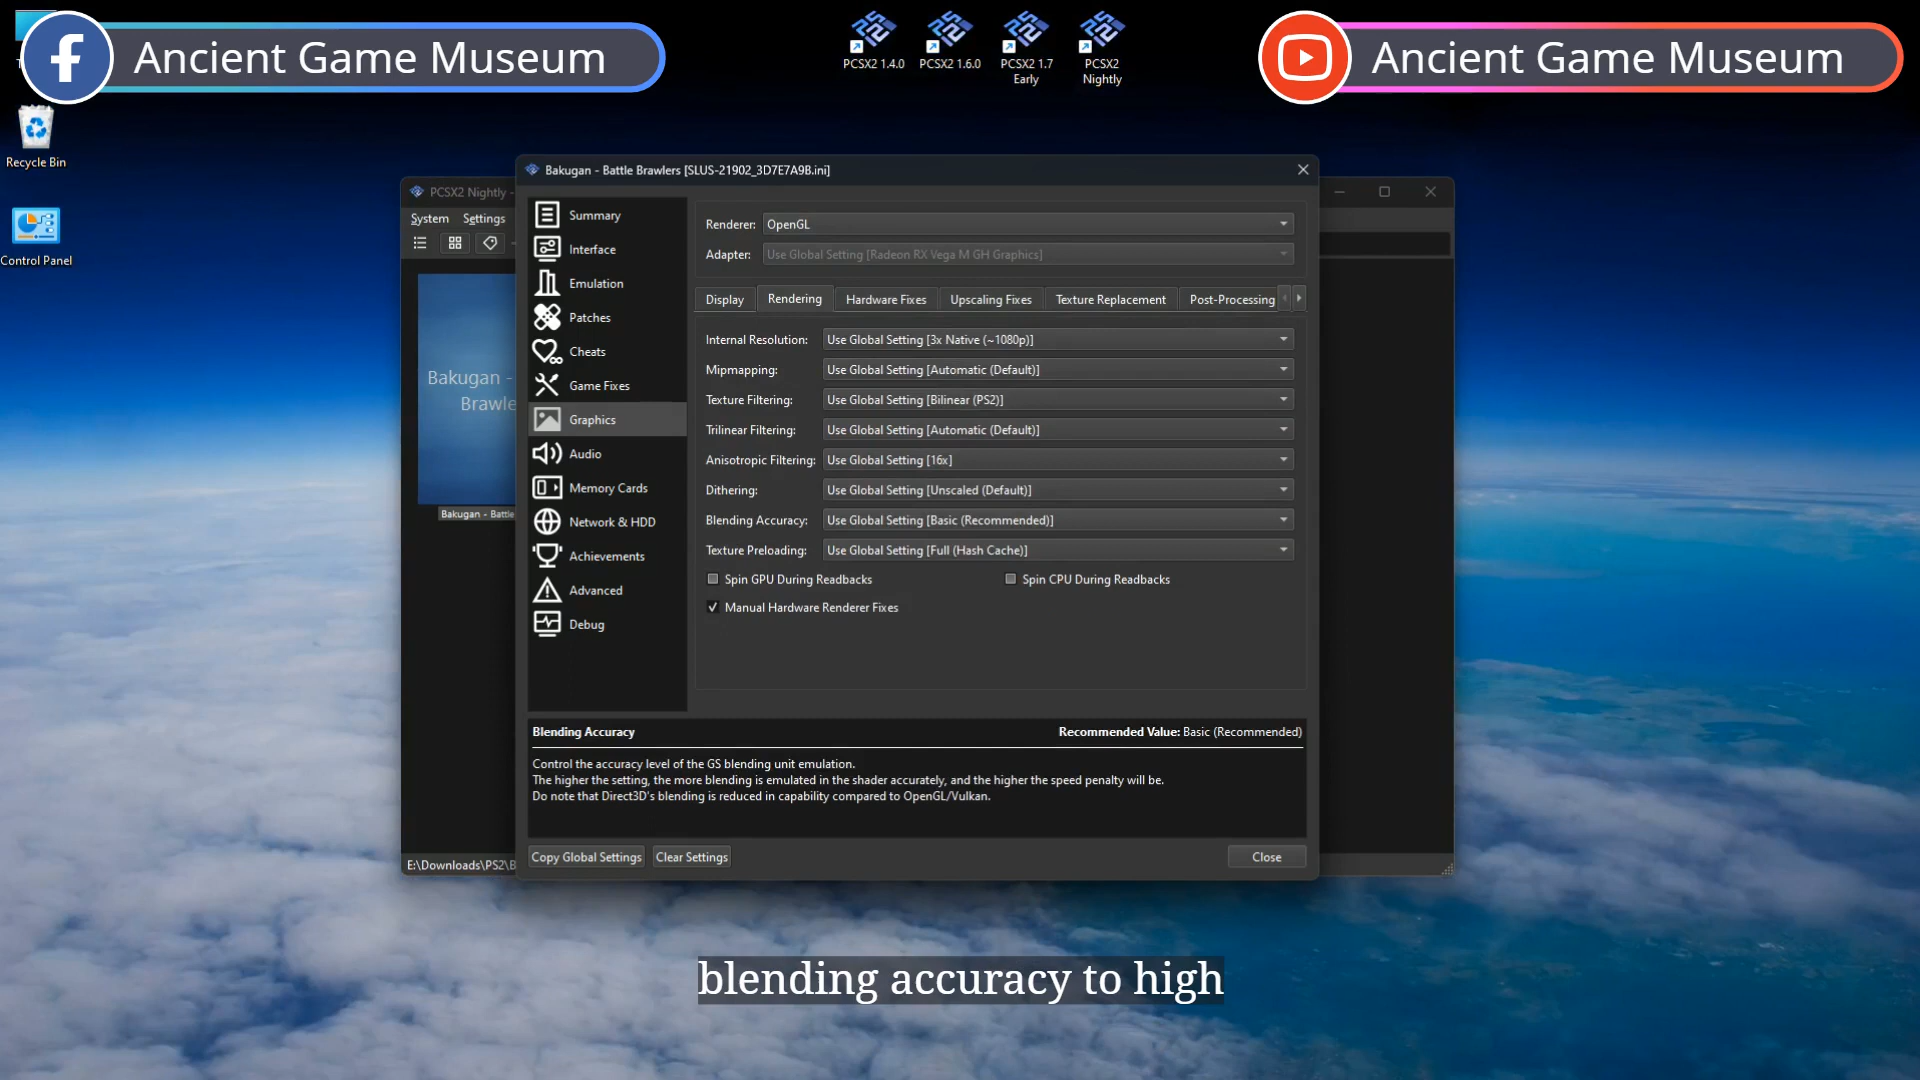 Ancient Game Museum
Ancient Game Museum
PCSX2 1.4.0
PCSX2 1.6.0
PCSX2 1.7
Early
PCSX2
Nightly
Recycle Bin
Control Panel
PCSX2 Nightly -
System
Settings
Bakugan -
Brawle
Bakugan - Battle
E:\Downloads\PS2\B
Bakugan - Battle Brawlers [SLUS-21902_3D7E7A9B.ini]
Summary
Interface
Emulation
Patches
Cheats
Game Fixes
Graphics
Audio
Memory Cards
Network & HDD
Achievements
Advanced
Debug
Renderer: OpenGL
Adapter: Use Global Setting [Radeon RX Vega M GH Graphics]
Display Rendering Hardware Fixes Upscaling Fixes Texture Replacement Post-Processing
Internal Resolution: Use Global Setting [3x Native (~1080p)]
Mipmapping: Use Global Setting [Automatic (Default)]
Texture Filtering: Use Global Setting [Bilinear (PS2)]
Trilinear Filtering: Use Global Setting [Automatic (Default)]
Anisotropic Filtering: Use Global Setting [16x]
Dithering: Use Global Setting [Unscaled (Default)]
Blending Accuracy: Use Global Setting [Basic (Recommended)]
Texture Preloading: Use Global Setting [Full (Hash Cache)]
Spin GPU During Readbacks Spin CPU During Readbacks
Manual Hardware Renderer Fixes
Blending Accuracy Recommended Value: Basic (Recommended)
Control the accuracy level of the GS blending unit emulation.
The higher the setting, the more blending is emulated in the shader accurately, and the higher the speed penalty will be.
Do note that Direct3D's blending is reduced in capability compared to OpenGL/Vulkan.
Copy Global Settings Clear Settings Close
blending accuracy to high